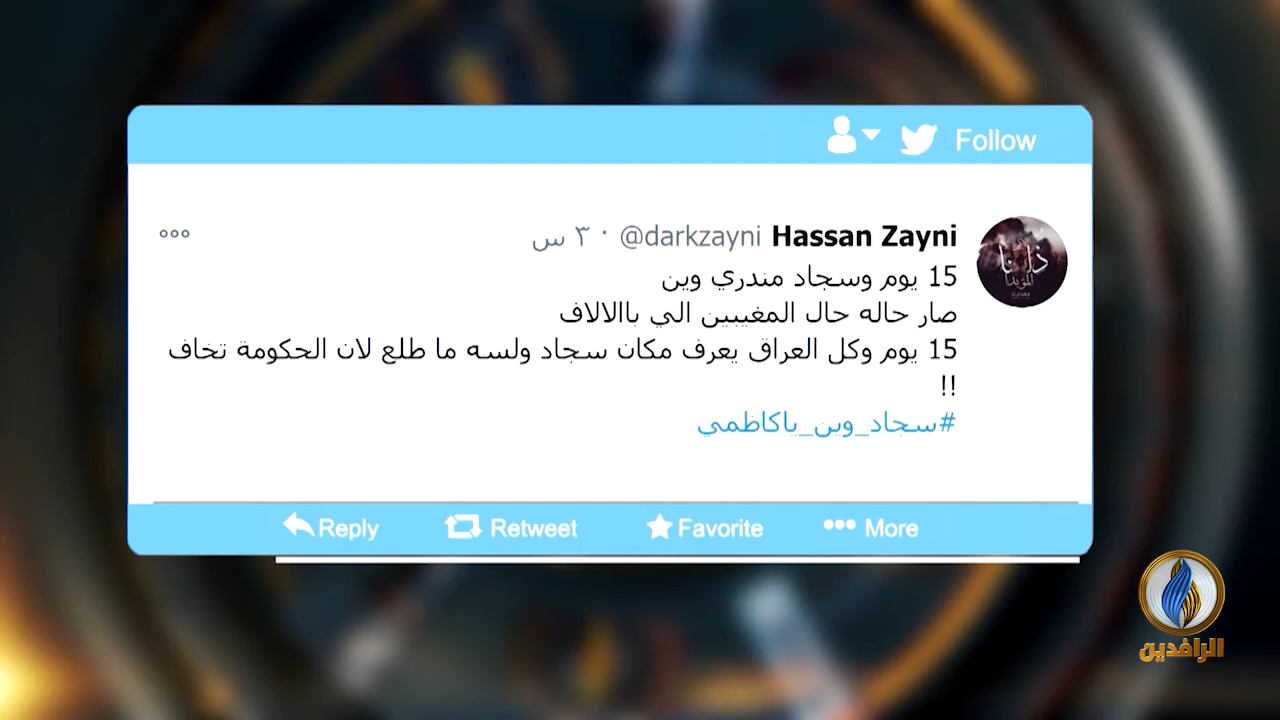 Follow
Hassan Zayni @darkzayni · ٣ س
15 يوم وسجاد مندري وين
صار حاله حال المغيبين الي باالالاف
15 يوم وكل العراق يعرف مكان سجاد ولسه ما طلع لان الحكومة تخاف
!!
#سجاد_وين_ياكاظمي
Reply Retweet Favorite More
الرافدين